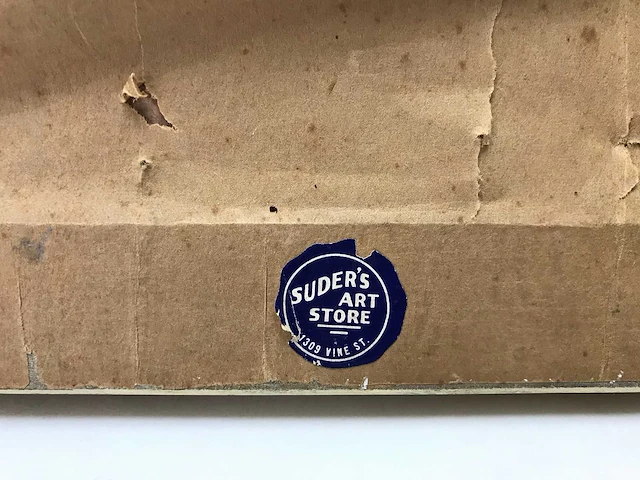 SUDER'S
ART
STORE
1309 VINE ST.